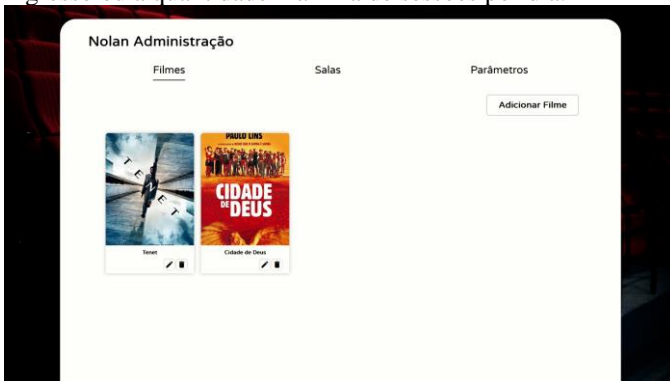 Nolan Administração
Filmes Salas Parâmetros
Adicionar Filme
TENET
PAULO LINS
CIDADE
DE DEUS
Tenet Cidade de Deus